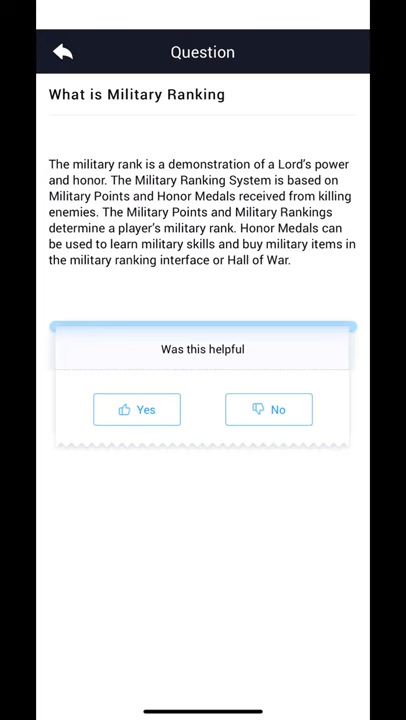 Question
What is Military Ranking
The military rank is a demonstration of a Lord's power
and honor. The Military Ranking System is based on
Military Points and Honor Medals received from killing
enemies. The Military Points and Military Rankings
determine a player's military rank. Honor Medals can
be used to learn military skills and buy military items in
the military ranking interface or Hall of War.
Was this helpful
Yes
No